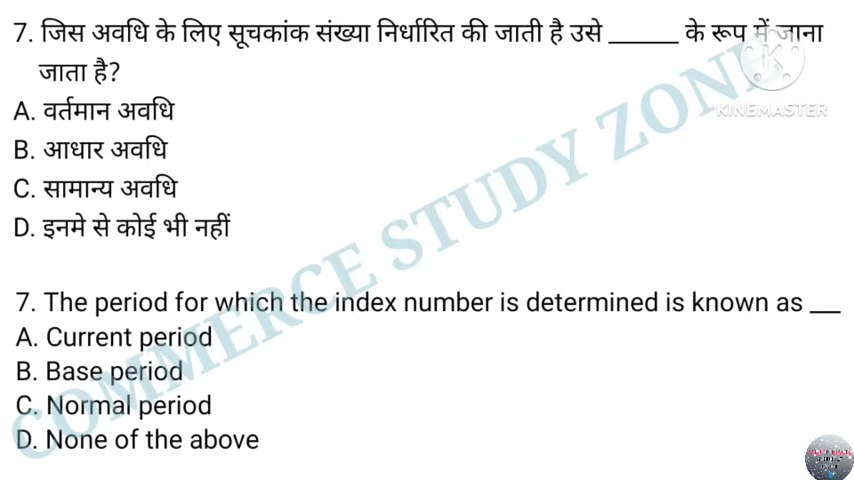 7. जिस अवधि के लिए सूचकांक संख्या निर्धारित की जाती है उसे ______ के रूप में जाना
जाता है?
A. वर्तमान अवधि
B. आधार अवधि
C. सामान्य अवधि
D. इनमे से कोई भी नहीं
7. The period for which the index number is determined is known as __
A. Current period
B. Base period
C. Normal period
D. None of the above
COMMERCE STUDY ZONE
KINEMASTER